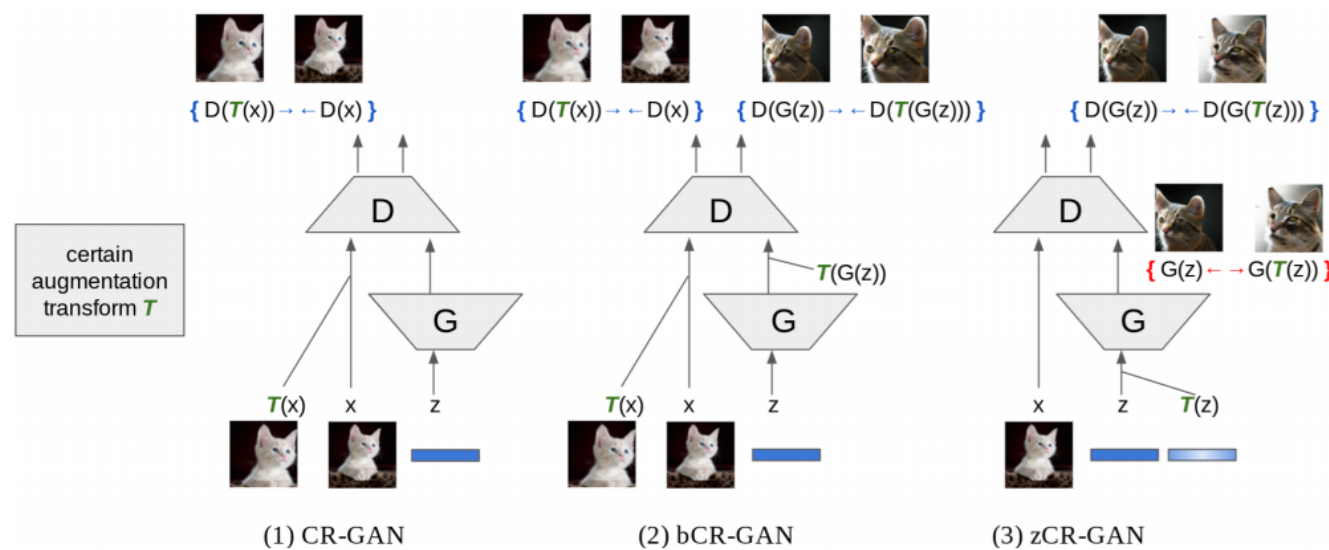 { D(T(x))→ ←D(x) }
{ D(T(x))→ ←D(x) }
{ D(G(z))→ ←D(T(G(z))) }
{ D(G(z))→ ←D(G(T(z))) }
D
D
D
certain
augmentation
transform T
T(G(z))
{ G(z)← →G(T(z)) }
G
G
G
T(x)
x
z
T(x)
x
z
x
z
T(z)
(1) CR-GAN
(2) bCR-GAN
(3) zCR-GAN